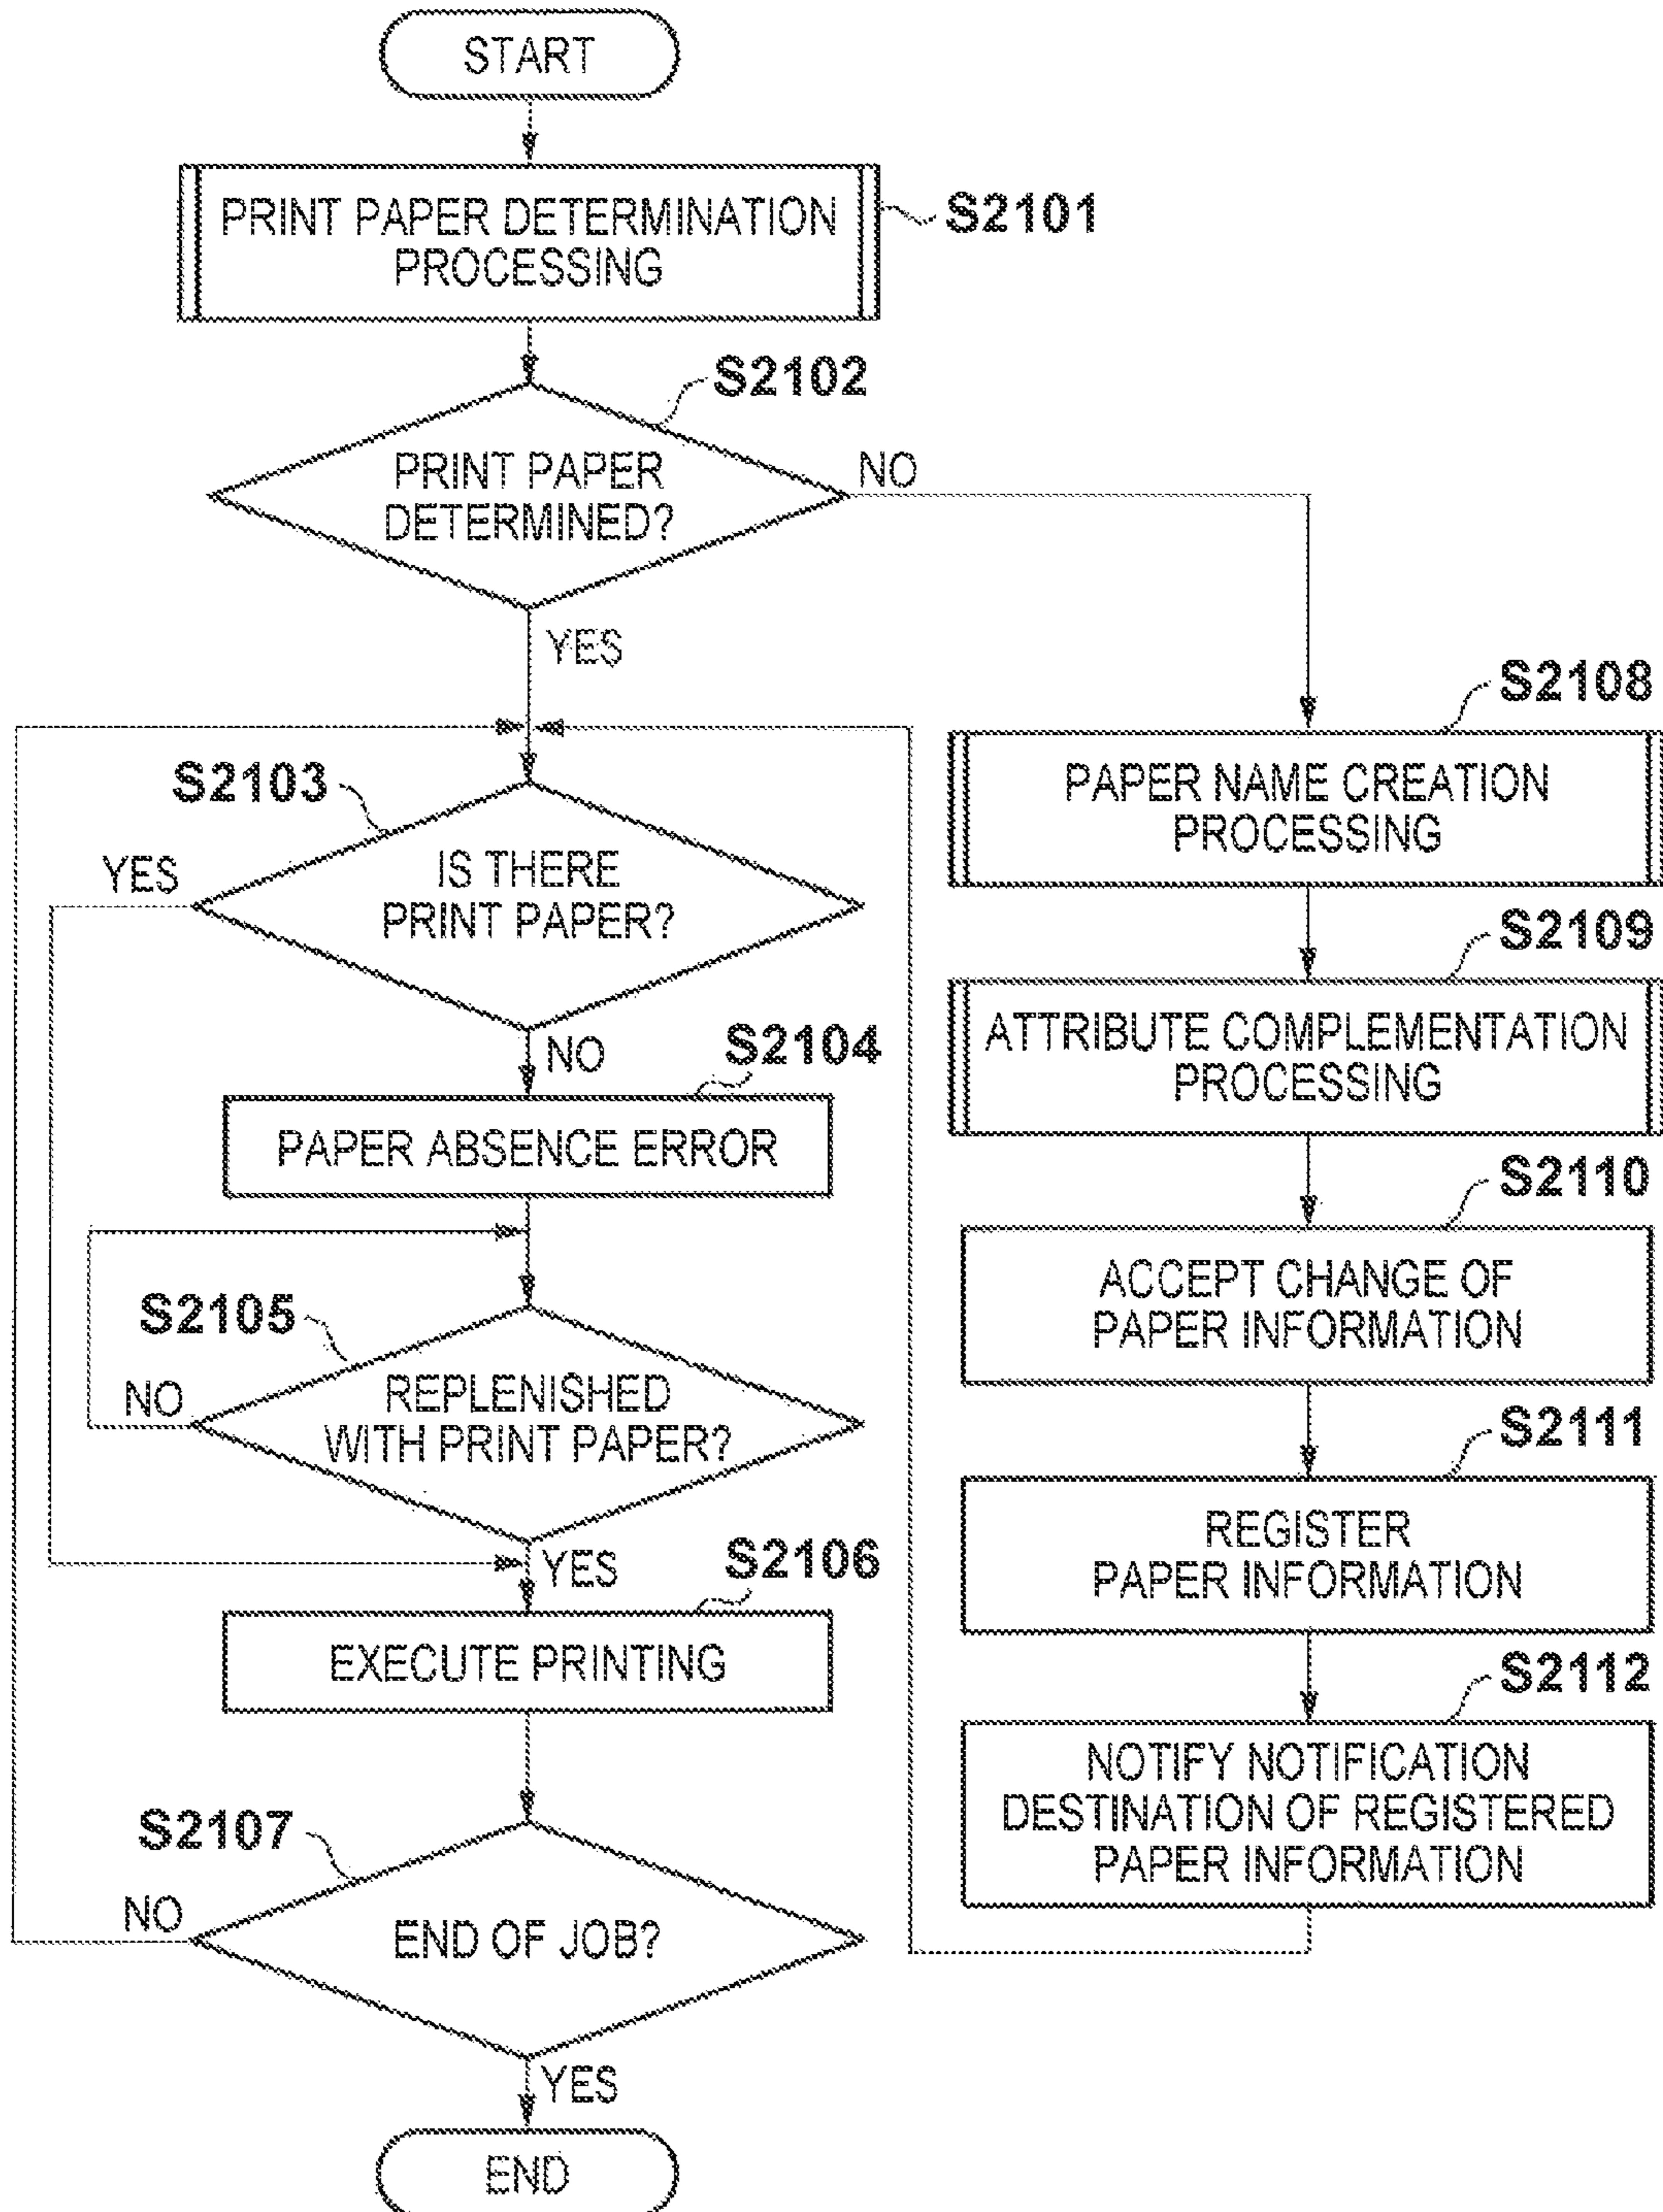 START
PRINT PAPER DETERMINATION
PROCESSING
S2101
S2102
PRINT PAPER
DETERMINED?
NO
YES
S2103
YES
IS THERE
PRINT PAPER?
NO
S2104
PAPER ABSENCE ERROR
S2105
NO
REPLENISHED
WITH PRINT PAPER?
YES
S2106
EXECUTE PRINTING
S2107
NO
END OF JOB?
YES
END
S2108
PAPER NAME CREATION
PROCESSING
S2109
ATTRIBUTE COMPLEMENTATION
PROCESSING
S2110
ACCEPT CHANGE OF
PAPER INFORMATION
S2111
REGISTER
PAPER INFORMATION
S2112
NOTIFY NOTIFICATION
DESTINATION OF REGISTERED
PAPER INFORMATION